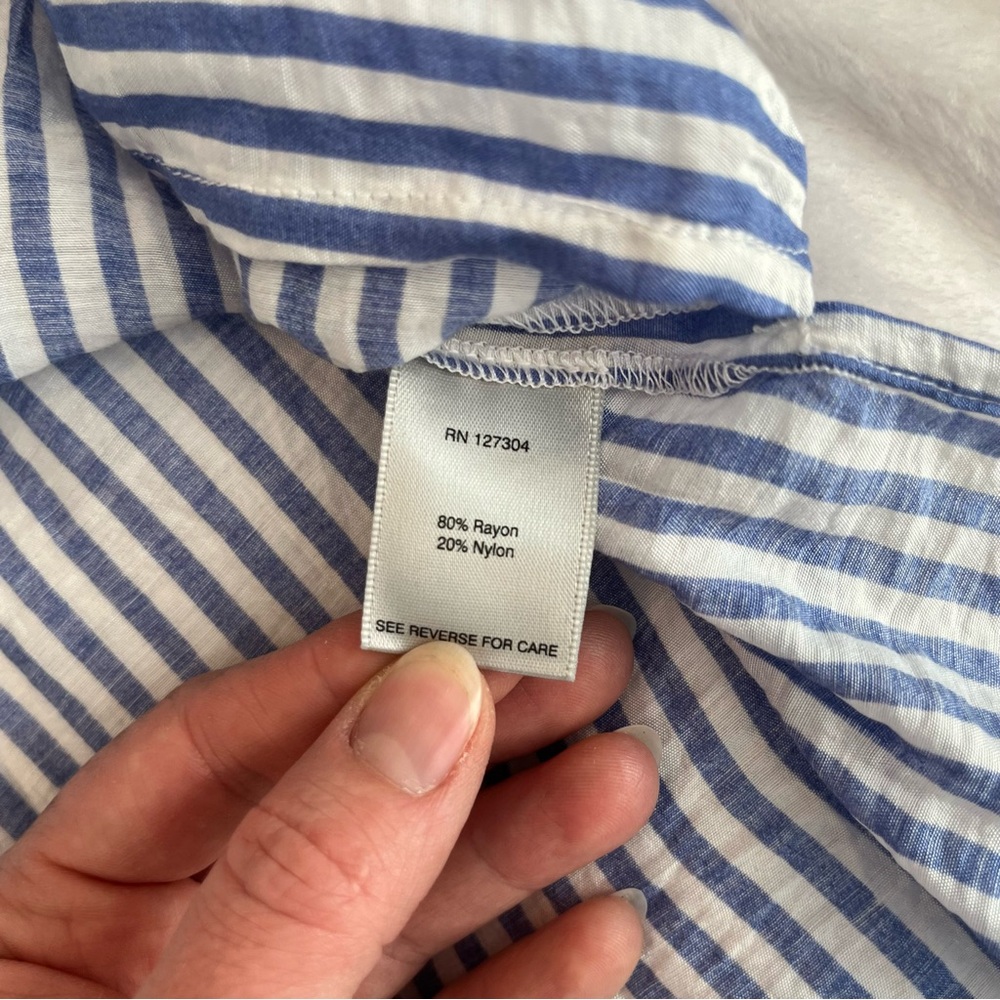 RN 127304
80% Rayon
20% Nylon
SEE REVERSE FOR CARE